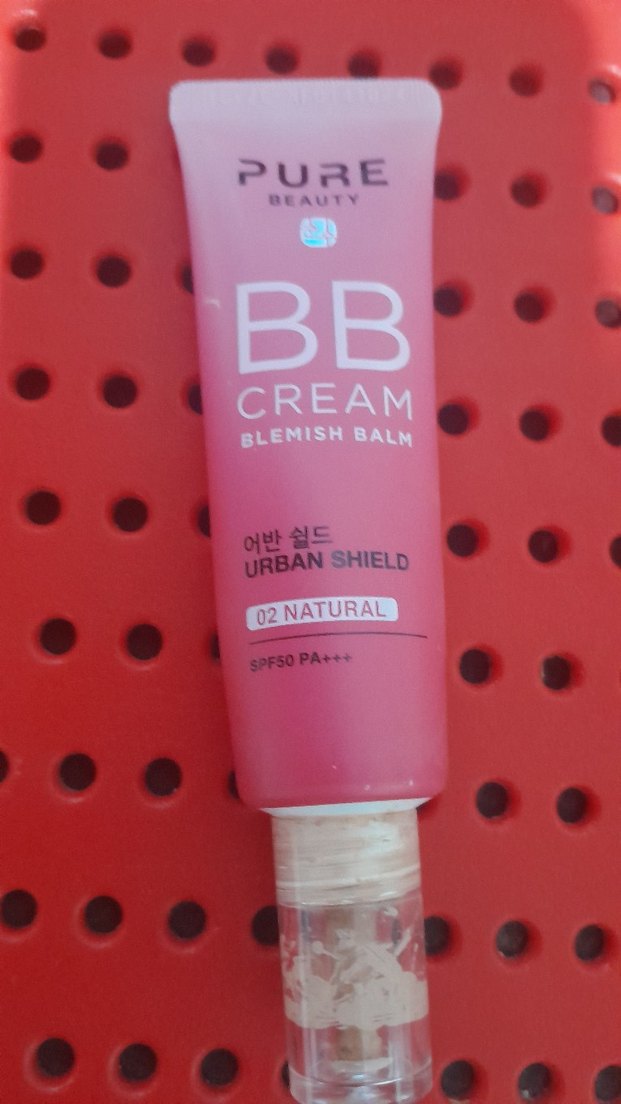 PURE
BEAUTY
BB
CREAM
BLEMISH BALM
어반 쉴드
URBAN SHIELD
02 NATURAL
SPF50 PA+++